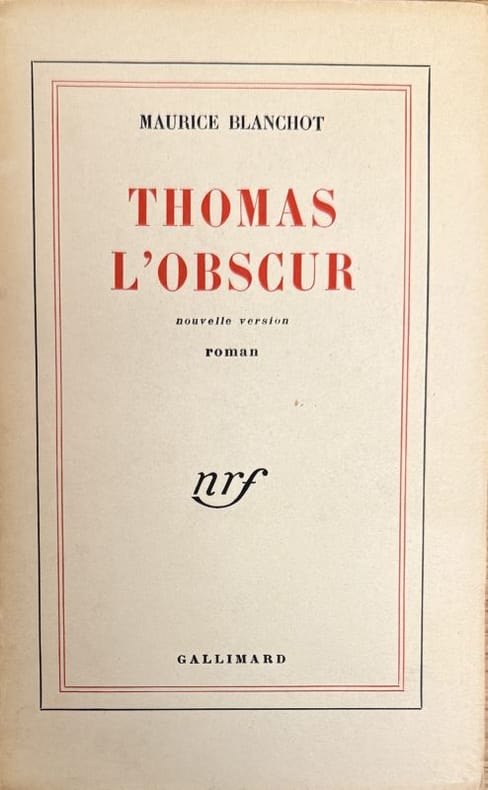 MAURICE BLANCHOT
THOMAS
L'OBSCUR
nouvelle version
roman
nrf
GALLIMARD